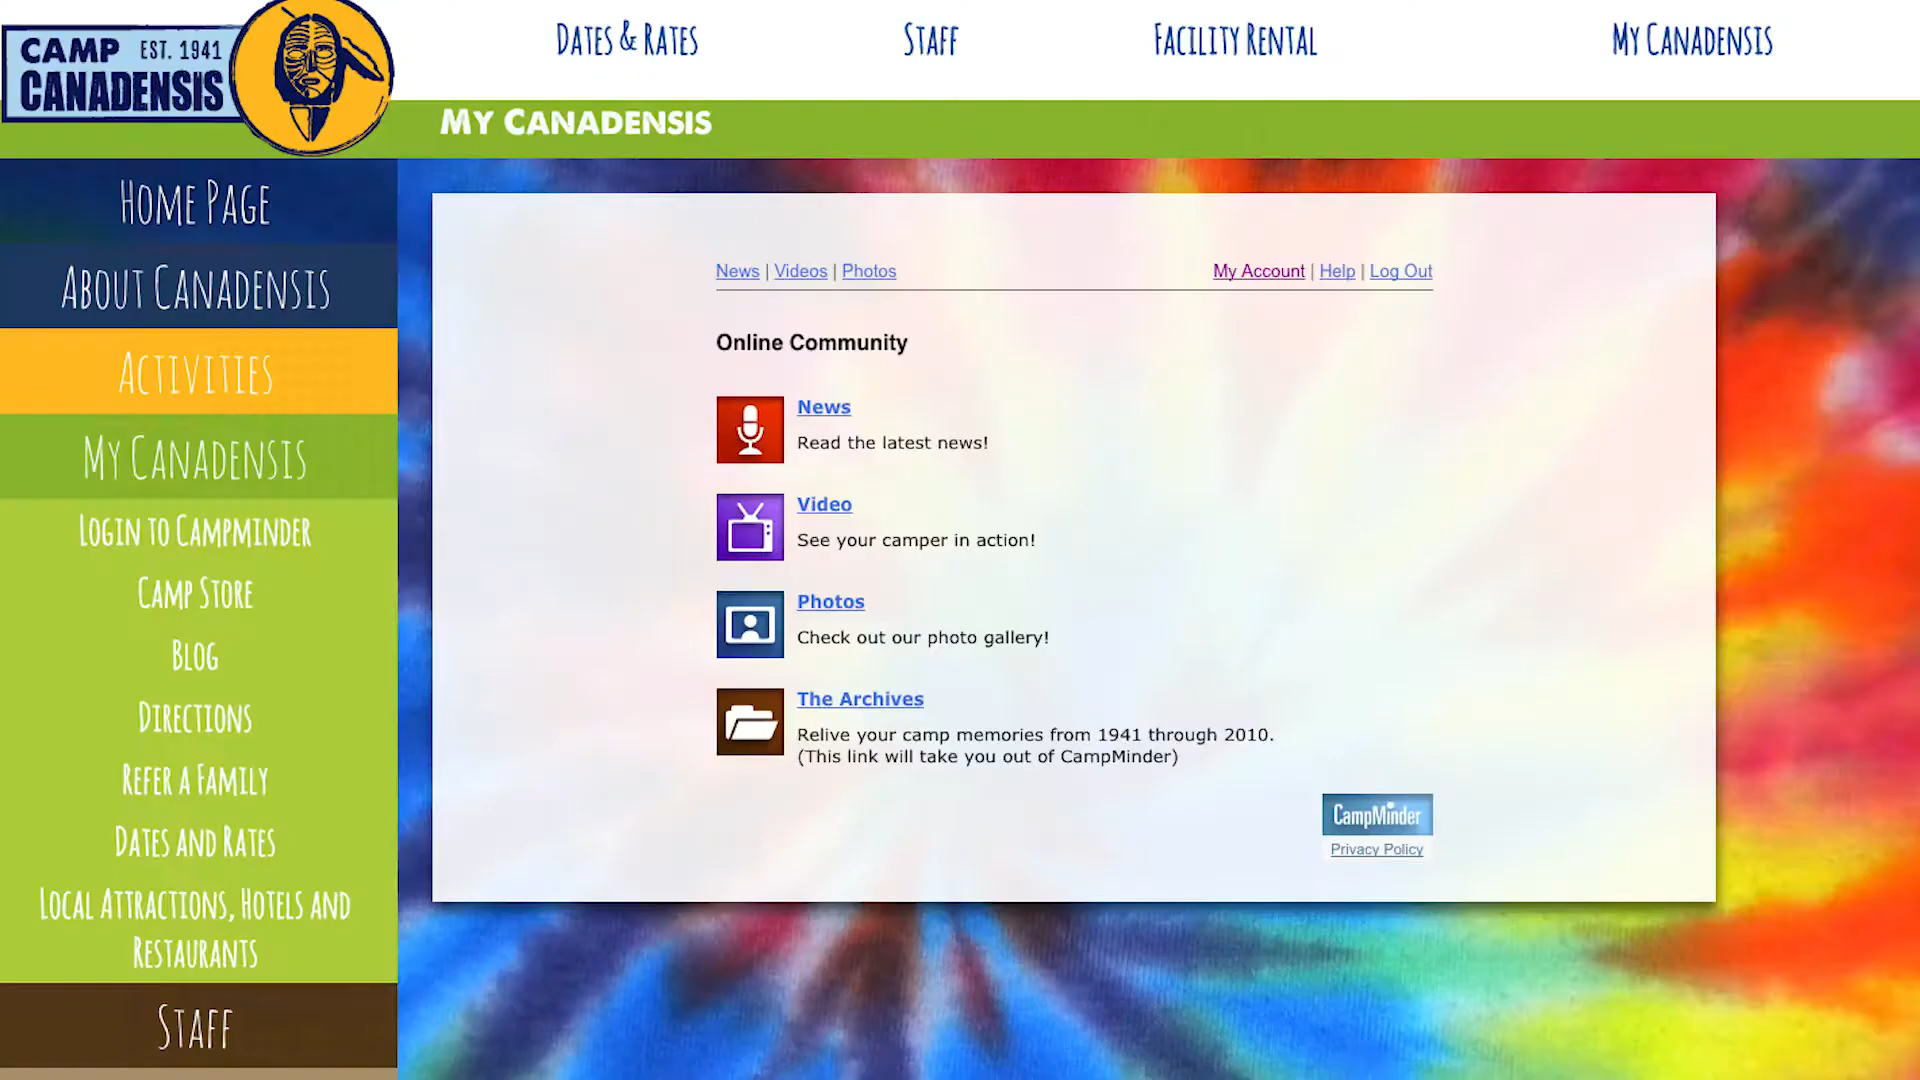 CAMP EST. 1941
CANADENSIS
Dates & Rates
Staff
Facility Rental
My Canadensis
My Canadensis
Home Page
About Canadensis
Activities
My Canadensis
Login to Campminder
Camp Store
Blog
Directions
Refer a Family
Dates and Rates
Local Attractions, Hotels and
Restaurants
Staff
News | Videos | Photos
My Account | Help | Log Out
Online Community
News
Read the latest news!
Video
See your camper in action!
Photos
Check out our photo gallery!
The Archives
Relive your camp memories from 1941 through 2010.
(This link will take you out of CampMinder)
CampMinder
Privacy Policy